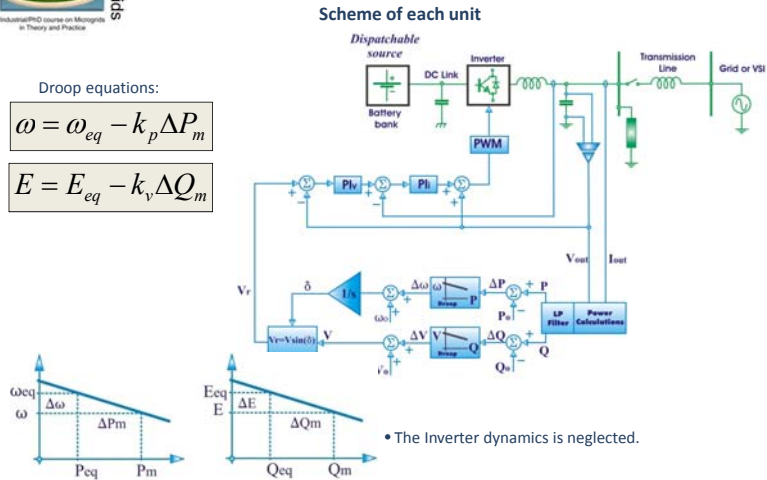 Industrial/PhD course on Microgrids
in Theory and Practice
ds
Scheme of each unit
Droop equations:
ω = ω_eq − k_p ΔP_m
E = E_eq − k_v ΔQ_m
Dispatchable
source
Battery
bank
DC Link
Inverter
Transmission
Line
Grid or VSI
PWM
Σ
PIv
Σ
PIi
Σ
+
−
+
−
+
+
Vout
Iout
Vr
δ
1/s
Σ
Δω
ω
P
Droop
ΔP
Σ
P
ωo
Po
LP
Filter
Power
Calculations
Vr=Vsin(δ)
V
Σ
ΔV
V
Q
Droop
ΔQ
Σ
Q
Vo
Qo
ωeq
ω
Δω
ΔPm
Peq
Pm
Eeq
E
ΔE
ΔQm
Qeq
Qm
• The Inverter dynamics is neglected.